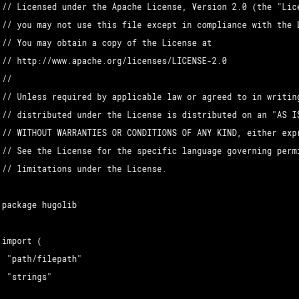 // Licensed under the Apache License, Version 2.0 (the "Lice
// you may not use this file except in compliance with the L
// You may obtain a copy of the License at
// http://www.apache.org/licenses/LICENSE-2.0
//
// Unless required by applicable law or agreed to in writing
// distributed under the License is distributed on an "AS IS
// WITHOUT WARRANTIES OR CONDITIONS OF ANY KIND, either expr
// See the License for the specific language governing permi
// limitations under the License.
package hugolib
import (
"path/filepath"
"strings"